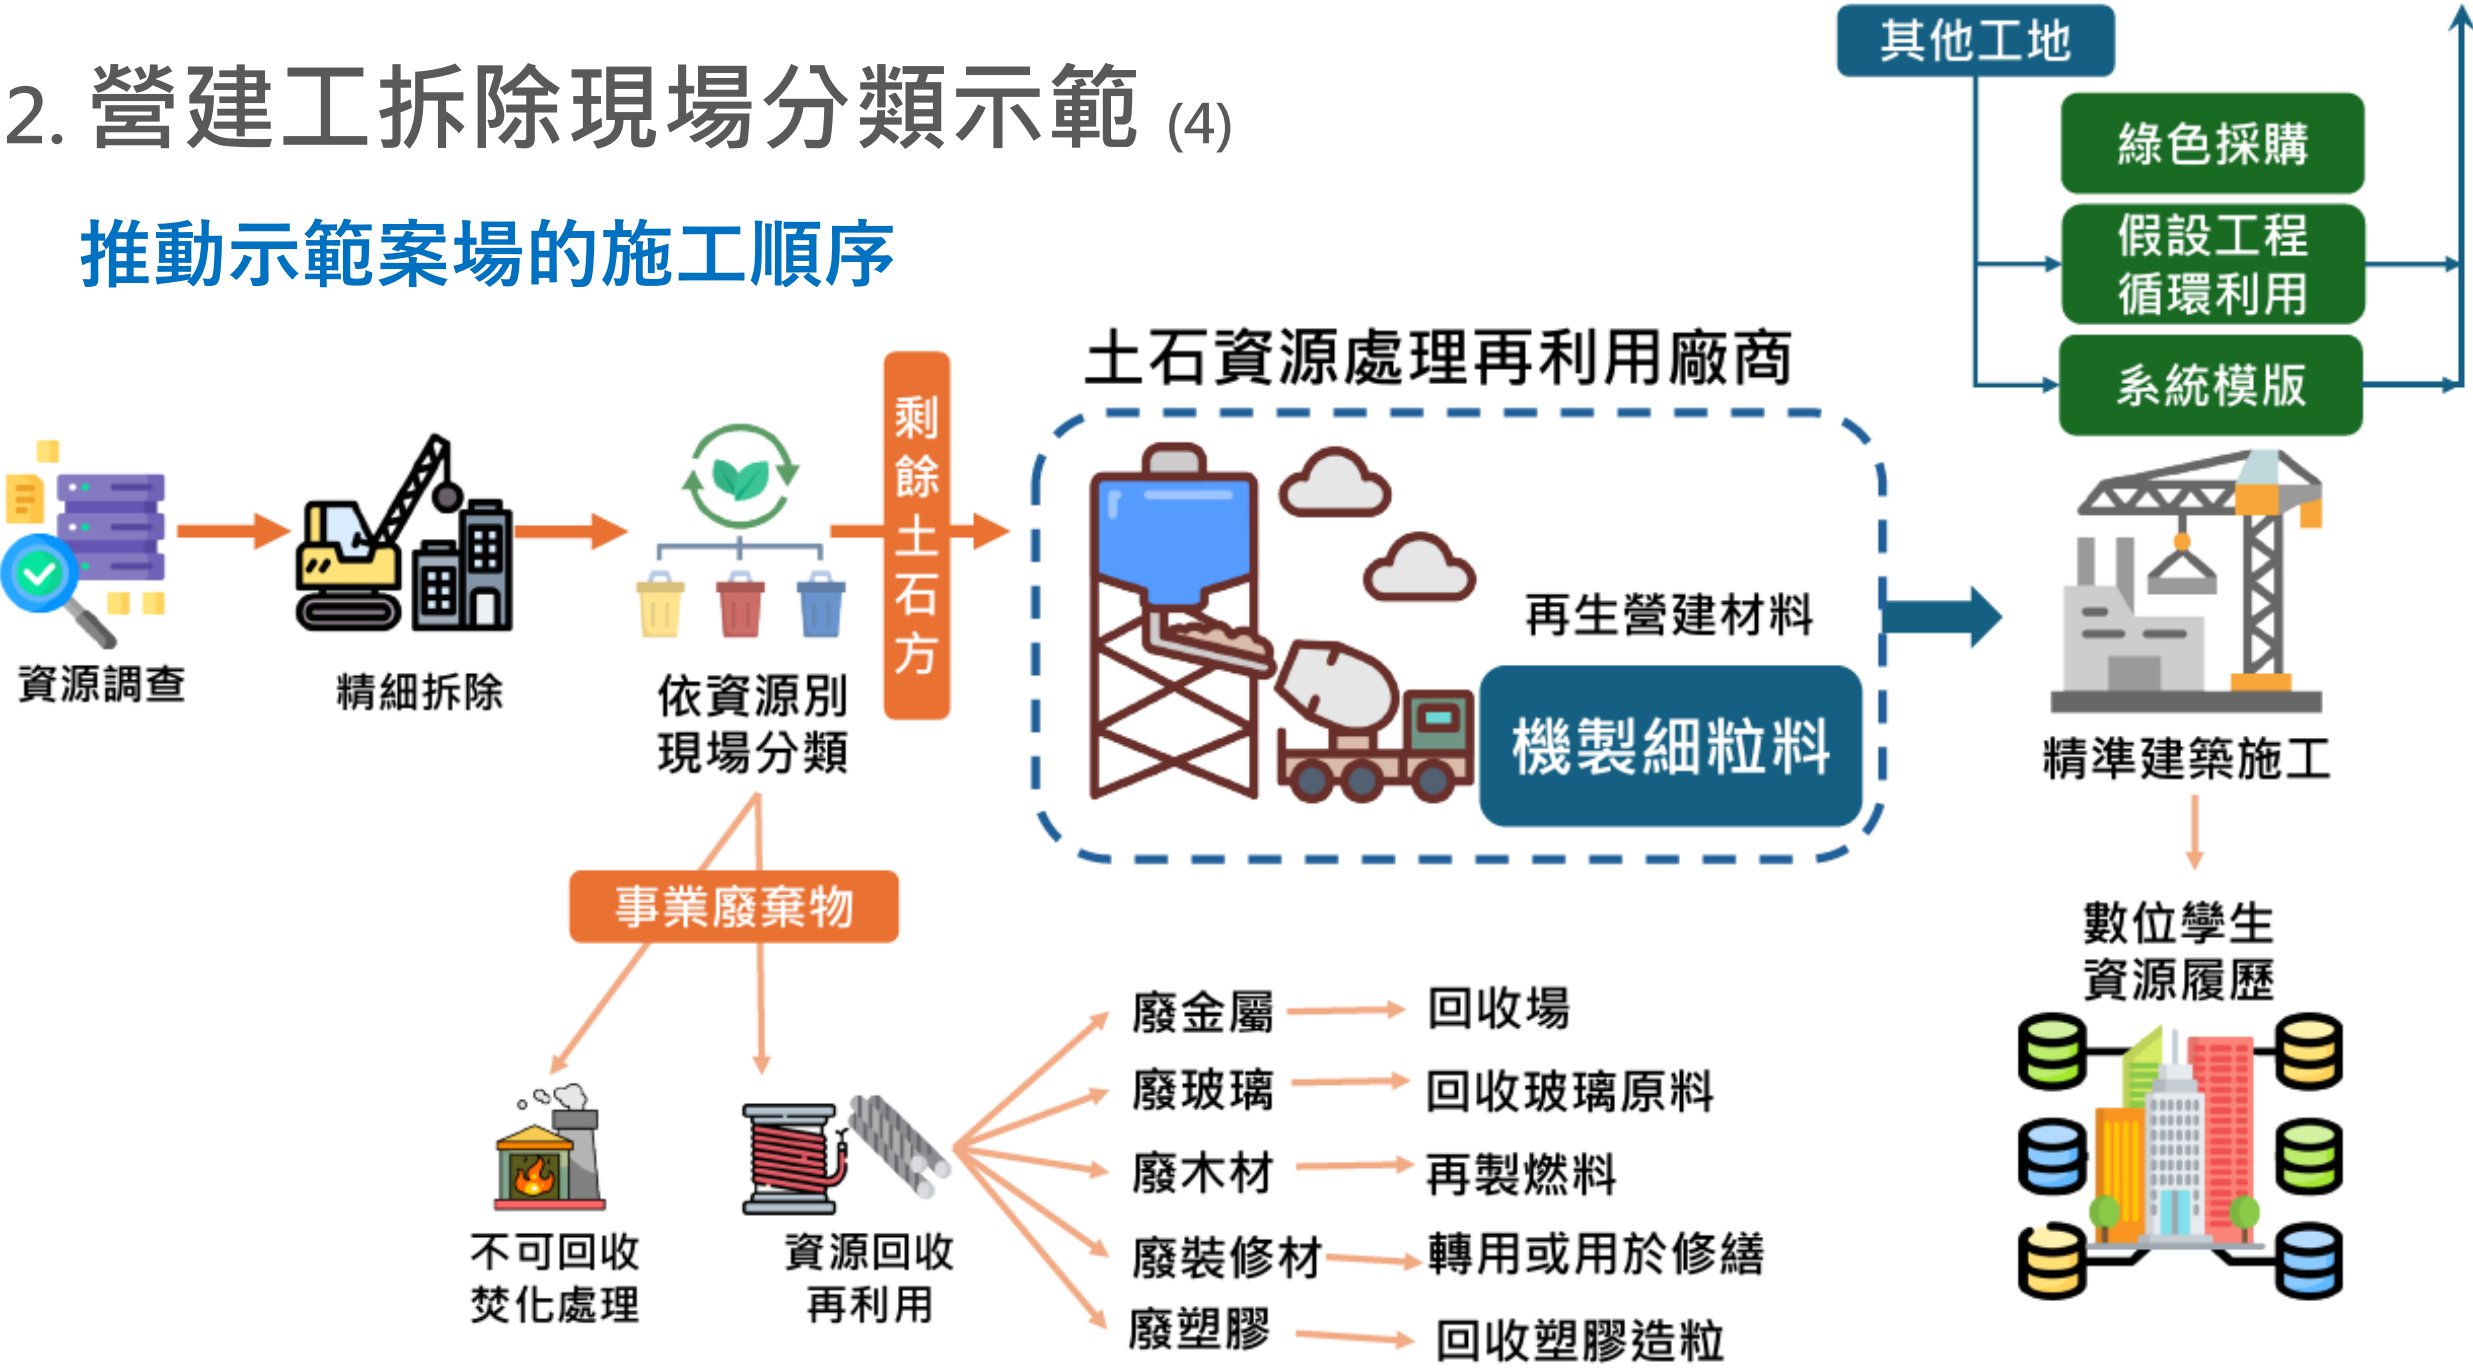 2. 營建工拆除現場分類示範 (4)
推動示範案場的施工順序
其他工地
綠色採購
假設工程
循環利用
系統模版
土石資源處理再利用廠商
資源調查
精細拆除
依資源別
現場分類
剩餘土石方
再生營建材料
機製細粒料
精準建築施工
數位孿生
資源履歷
事業廢棄物
不可回收
焚化處理
資源回收
再利用
廢金屬
回收場
廢玻璃
回收玻璃原料
廢木材
再製燃料
廢裝修材
轉用或用於修繕
廢塑膠
回收塑膠造粒